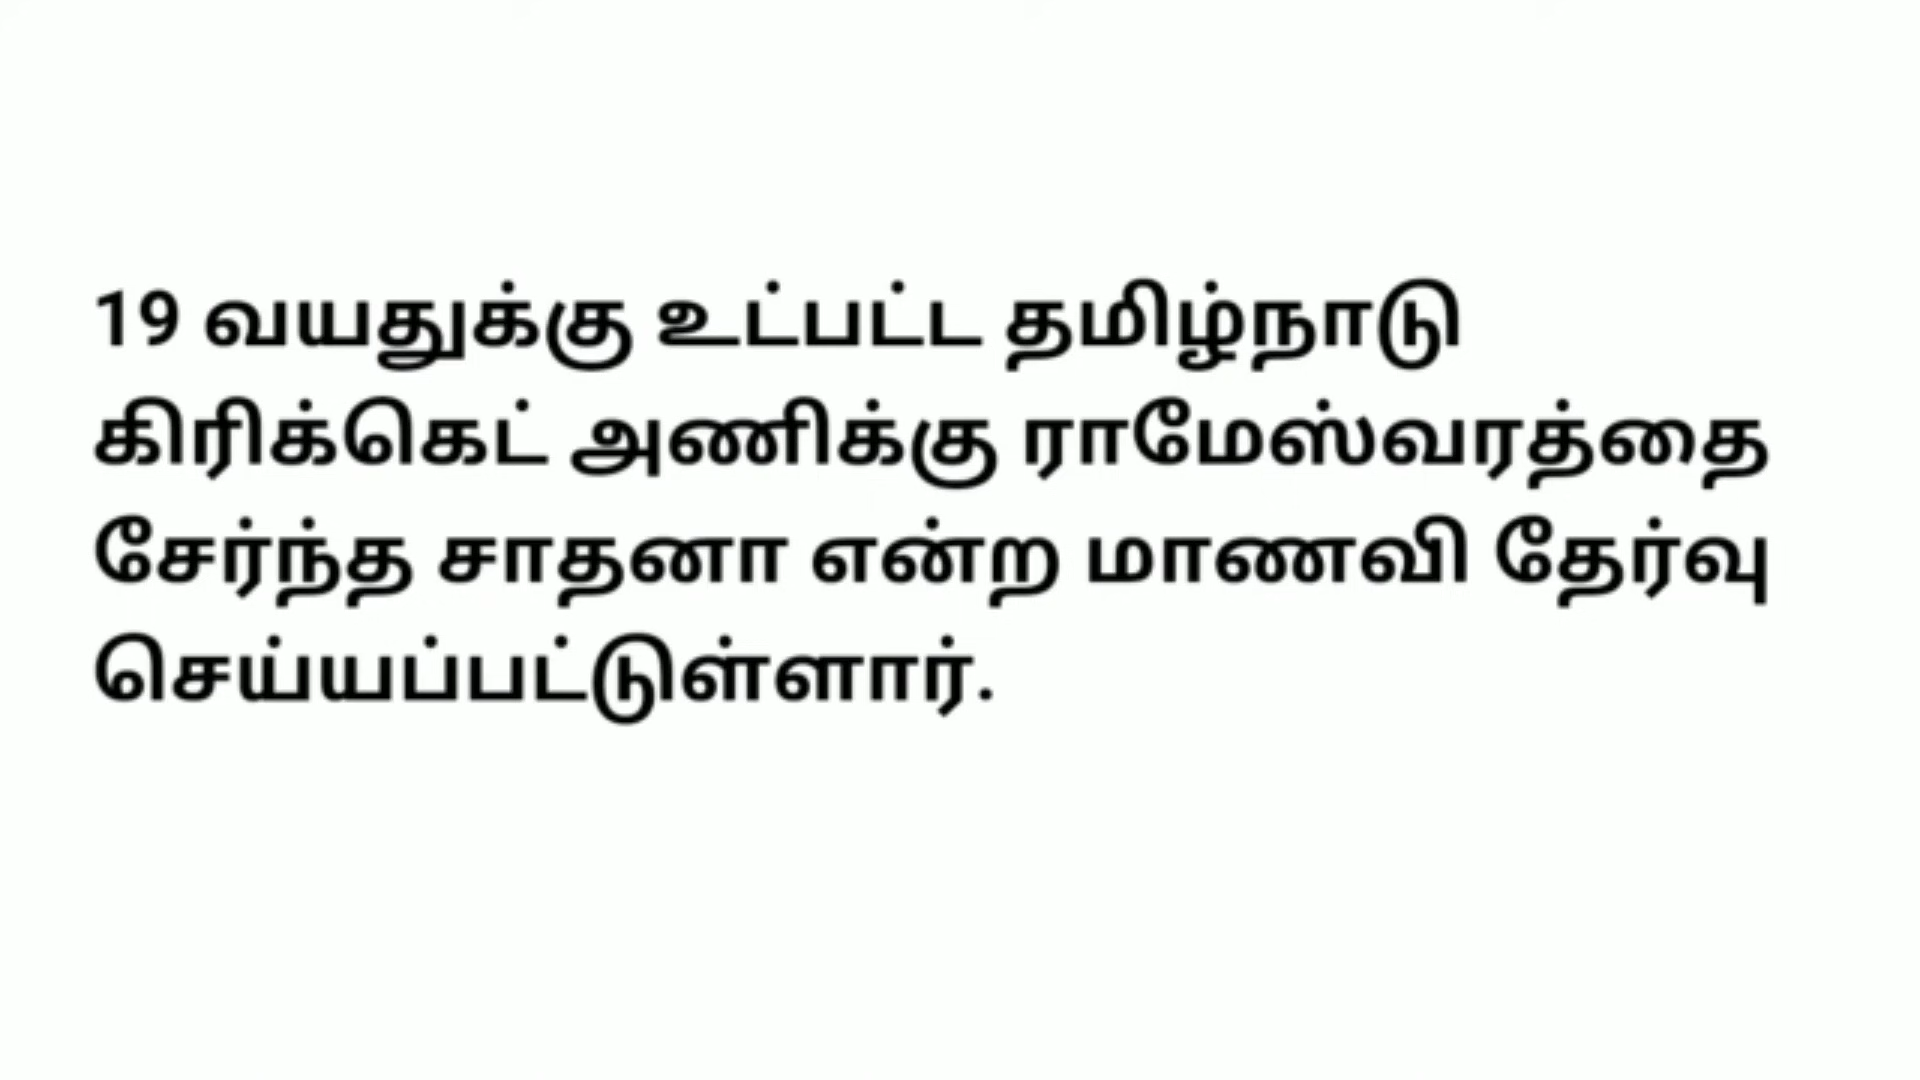 19 வயதுக்கு உட்பட்ட தமிழ்நாடு
கிரிக்கெட் அணிக்கு ராமேஸ்வரத்தை
சேர்ந்த சாதனா என்ற மாணவி தேர்வு
செய்யப்பட்டுள்ளார்.